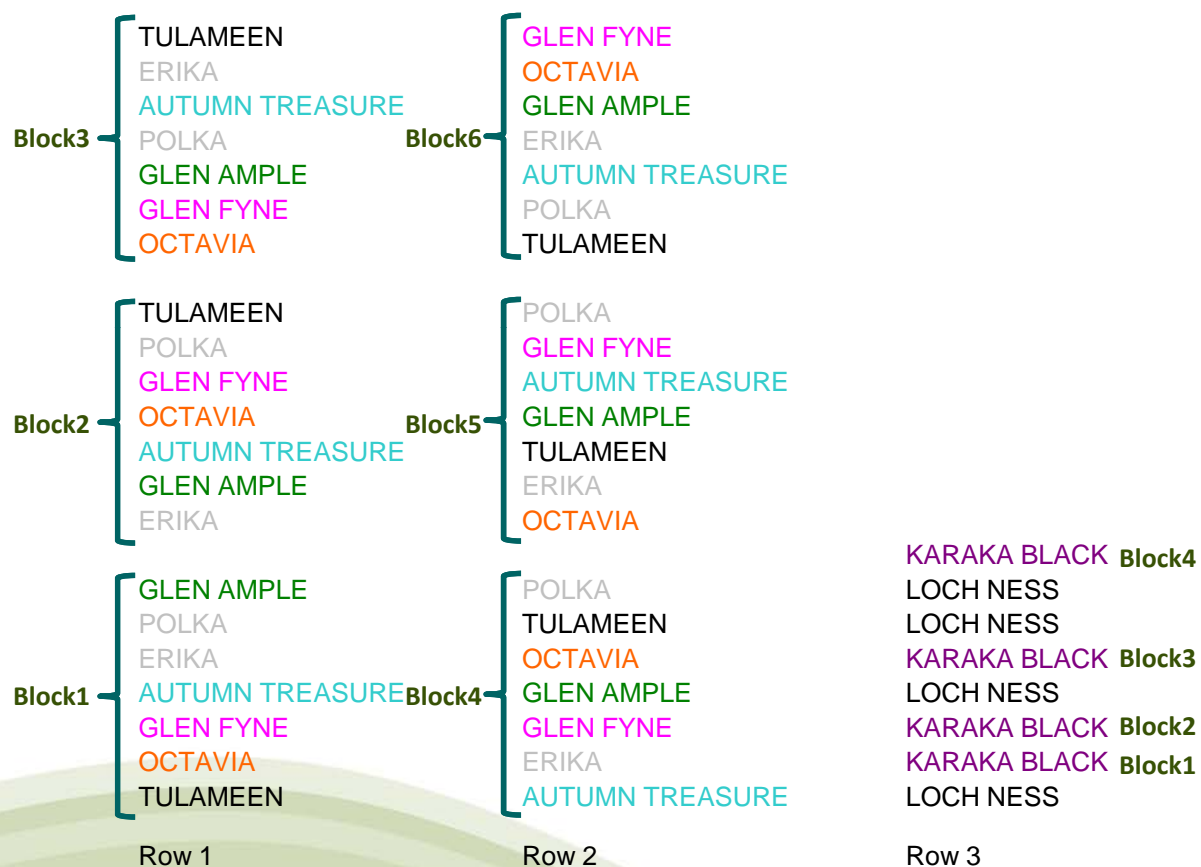 Block3
TULAMEEN
ERIKA
AUTUMN TREASURE
POLKA
GLEN AMPLE
GLEN FYNE
OCTAVIA
Block6
GLEN FYNE
OCTAVIA
GLEN AMPLE
ERIKA
AUTUMN TREASURE
POLKA
TULAMEEN
Block2
TULAMEEN
POLKA
GLEN FYNE
OCTAVIA
AUTUMN TREASURE
GLEN AMPLE
ERIKA
Block5
POLKA
GLEN FYNE
AUTUMN TREASURE
GLEN AMPLE
TULAMEEN
ERIKA
OCTAVIA
Block1
GLEN AMPLE
POLKA
ERIKA
AUTUMN TREASURE
GLEN FYNE
OCTAVIA
TULAMEEN
Block4
POLKA
TULAMEEN
OCTAVIA
GLEN AMPLE
GLEN FYNE
ERIKA
AUTUMN TREASURE
KARAKA BLACK Block4
LOCH NESS
LOCH NESS
KARAKA BLACK Block3
LOCH NESS
KARAKA BLACK Block2
KARAKA BLACK Block1
LOCH NESS
Row 1
Row 2
Row 3